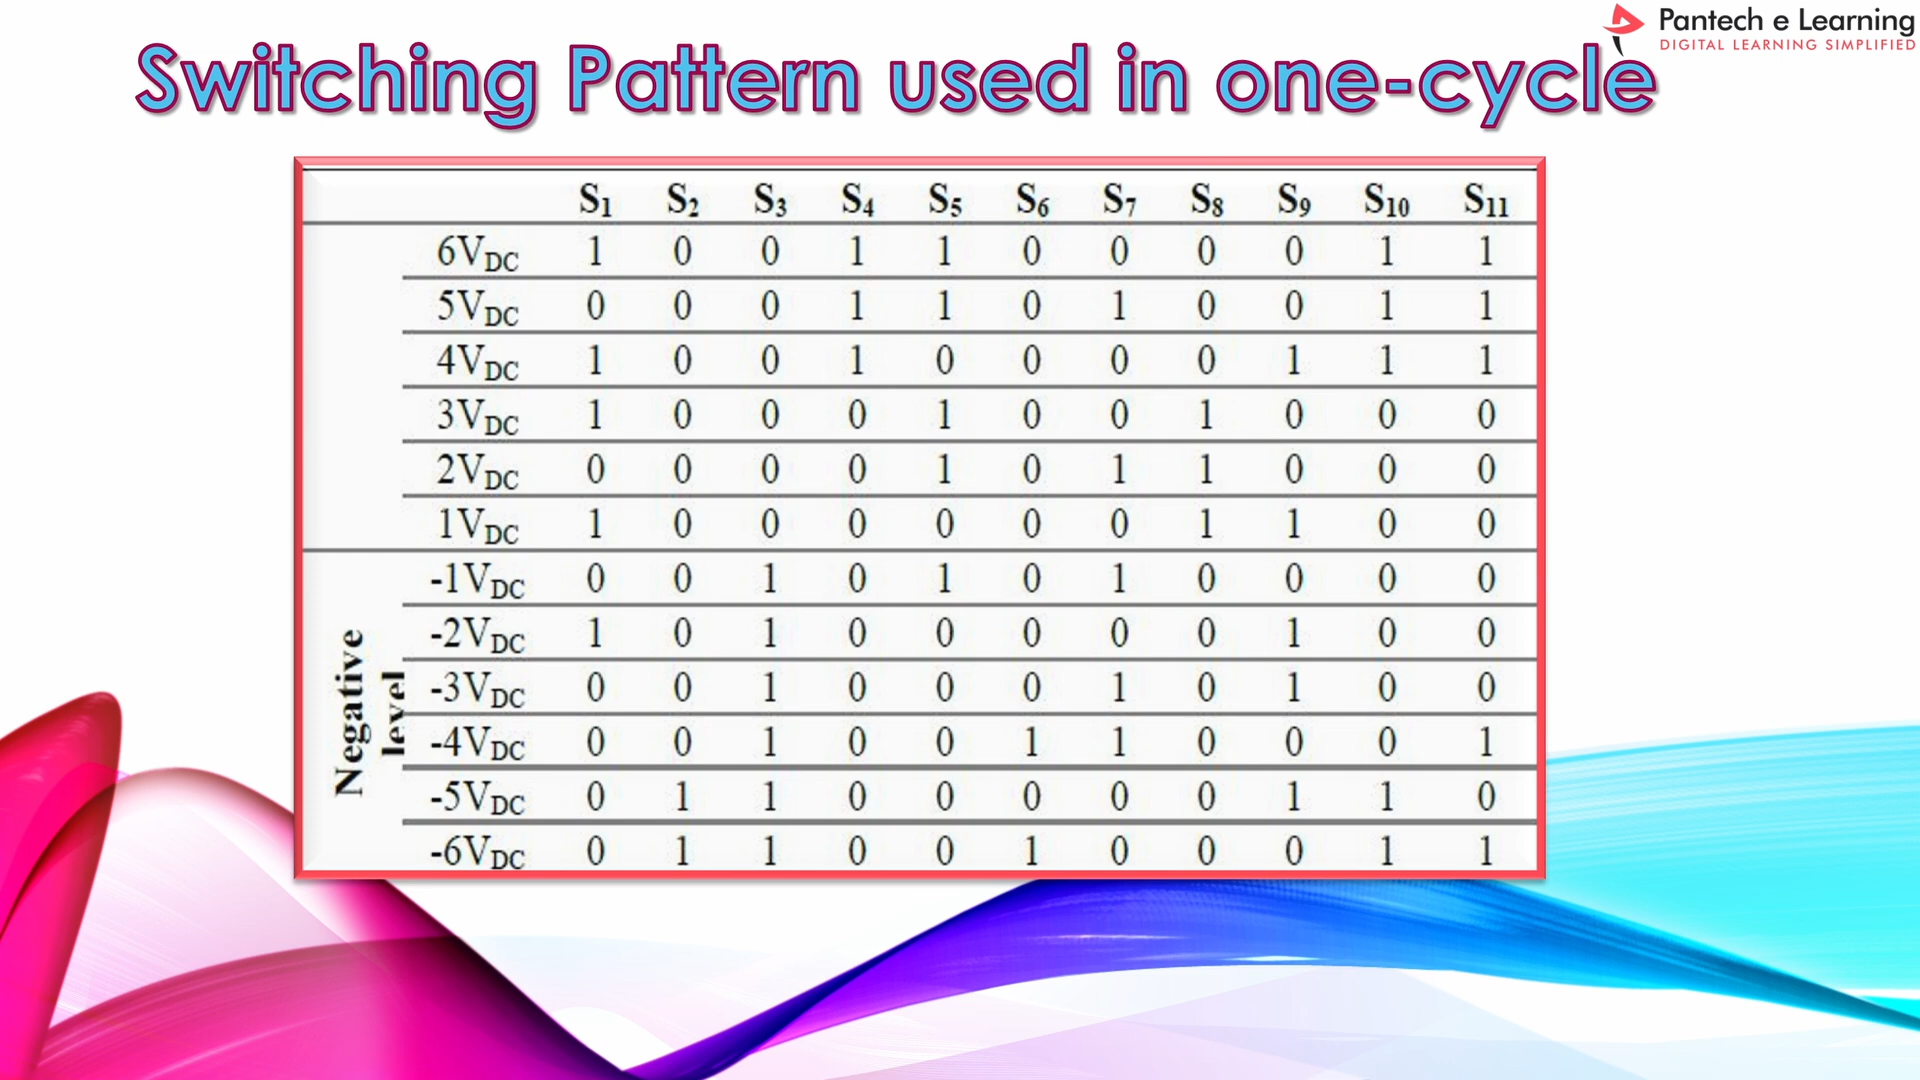 Pantech e Learning
DIGITAL LEARNING SIMPLIFIED
Switching Pattern used in one-cycle
S1 S2 S3 S4 S5 S6 S7 S8 S9 S10 S11
6VDC 1 0 0 1 1 0 0 0 0 1 1
5VDC 0 0 0 1 1 0 1 0 0 1 1
4VDC 1 0 0 1 0 0 0 0 1 1 1
3VDC 1 0 0 0 1 0 0 1 0 0 0
2VDC 0 0 0 0 1 0 1 1 0 0 0
1VDC 1 0 0 0 0 0 0 1 1 0 0
Negative
level
-1VDC 0 0 1 0 1 0 1 0 0 0 0
-2VDC 1 0 1 0 0 0 0 0 1 0 0
-3VDC 0 0 1 0 0 0 1 0 1 0 0
-4VDC 0 0 1 0 0 1 1 0 0 0 1
-5VDC 0 1 1 0 0 0 0 0 1 1 0
-6VDC 0 1 1 0 0 1 0 0 0 1 1